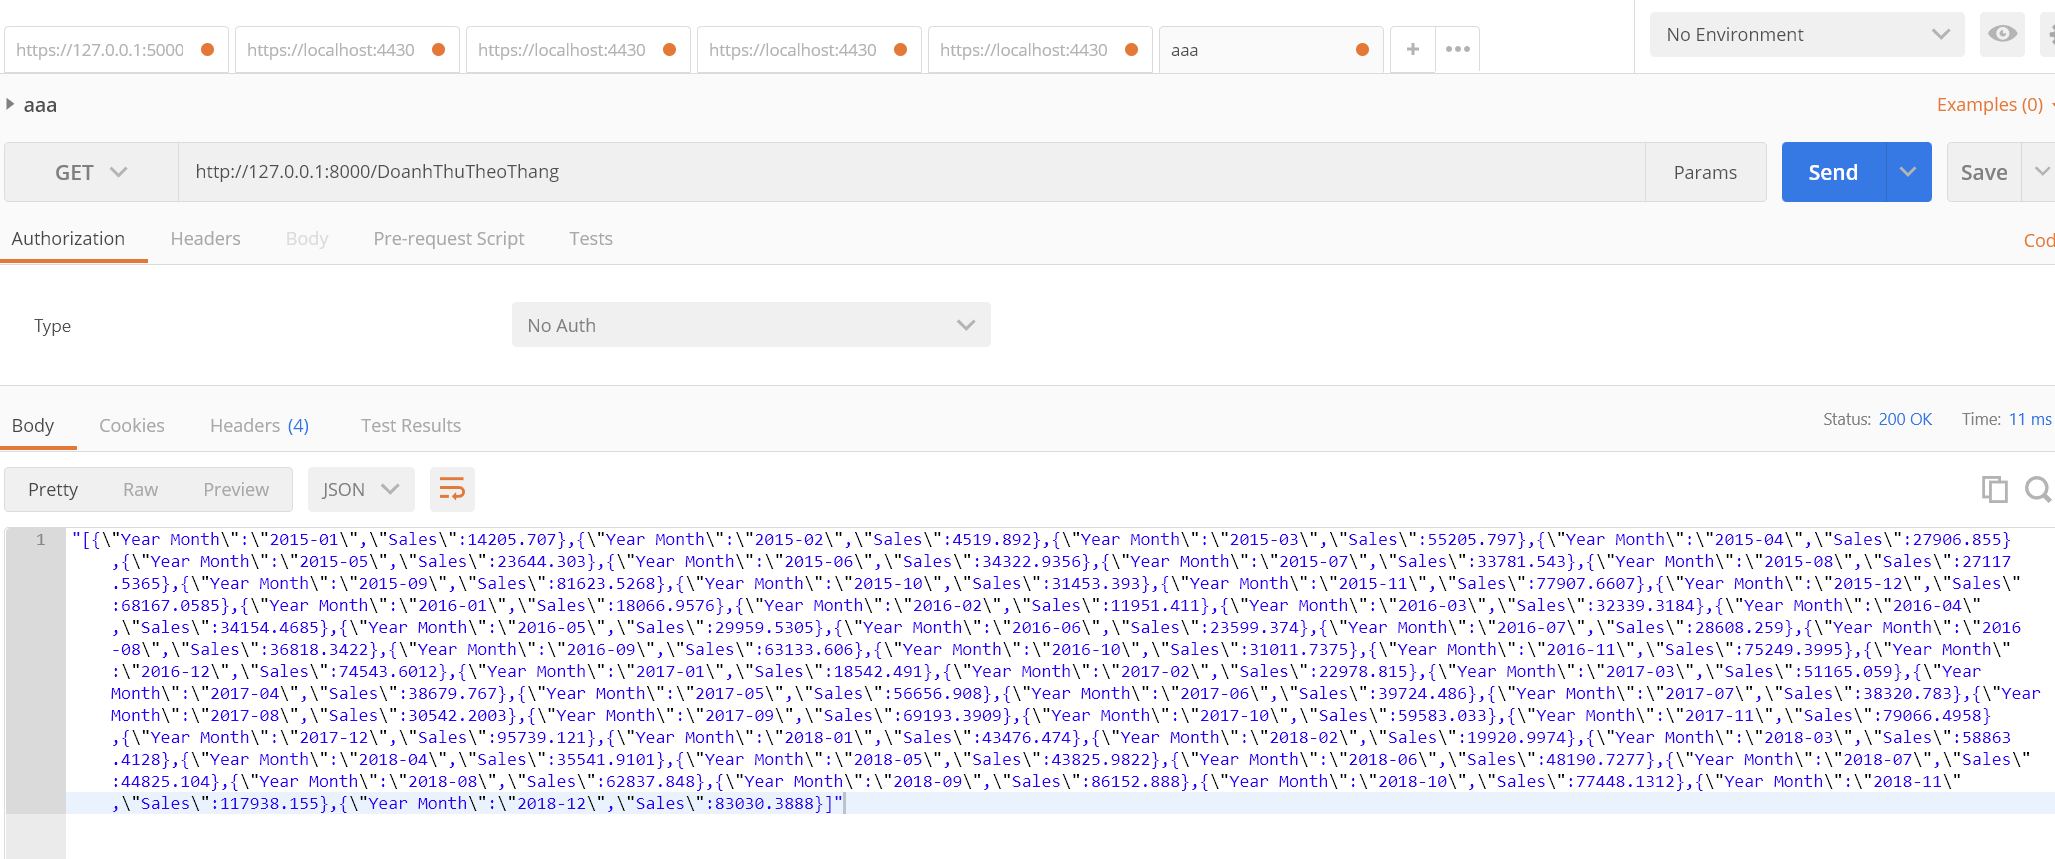 https://127.0.0.1:5000
https://localhost:4430
https://localhost:4430
https://localhost:4430
https://localhost:4430
aaa
No Environment
aaa
Examples (0)
GET
http://127.0.0.1:8000/DoanhThuTheoThang
Params
Send
Save
Authorization
Headers
Body
Pre-request Script
Tests
Cod
Type
No Auth
Body
Cookies
Headers (4)
Test Results
Status: 200 OK
Time: 11 ms
Pretty
Raw
Preview
JSON
1
"[{\"Year Month\":\"2015-01\",\"Sales\":14205.707},{\"Year Month\":\"2015-02\",\"Sales\":4519.892},{\"Year Month\":\"2015-03\",\"Sales\":55205.797},{\"Year Month\":\"2015-04\",\"Sales\":27906.855}
,{\"Year Month\":\"2015-05\",\"Sales\":23644.303},{\"Year Month\":\"2015-06\",\"Sales\":34322.9356},{\"Year Month\":\"2015-07\",\"Sales\":33781.543},{\"Year Month\":\"2015-08\",\"Sales\":27117
.5365},{\"Year Month\":\"2015-09\",\"Sales\":81623.5268},{\"Year Month\":\"2015-10\",\"Sales\":31453.393},{\"Year Month\":\"2015-11\",\"Sales\":77907.6607},{\"Year Month\":\"2015-12\",\"Sales\"
:68167.0585},{\"Year Month\":\"2016-01\",\"Sales\":18066.9576},{\"Year Month\":\"2016-02\",\"Sales\":11951.411},{\"Year Month\":\"2016-03\",\"Sales\":32339.3184},{\"Year Month\":\"2016-04\"
,\"Sales\":34154.4685},{\"Year Month\":\"2016-05\",\"Sales\":29959.5305},{\"Year Month\":\"2016-06\",\"Sales\":23599.374},{\"Year Month\":\"2016-07\",\"Sales\":28608.259},{\"Year Month\":\"2016
-08\",\"Sales\":36818.3422},{\"Year Month\":\"2016-09\",\"Sales\":63133.606},{\"Year Month\":\"2016-10\",\"Sales\":31011.7375},{\"Year Month\":\"2016-11\",\"Sales\":75249.3995},{\"Year Month\"
:\"2016-12\",\"Sales\":74543.6012},{\"Year Month\":\"2017-01\",\"Sales\":18542.491},{\"Year Month\":\"2017-02\",\"Sales\":22978.815},{\"Year Month\":\"2017-03\",\"Sales\":51165.059},{\"Year
Month\":\"2017-04\",\"Sales\":38679.767},{\"Year Month\":\"2017-05\",\"Sales\":56656.908},{\"Year Month\":\"2017-06\",\"Sales\":39724.486},{\"Year Month\":\"2017-07\",\"Sales\":38320.783},{\"Year
Month\":\"2017-08\",\"Sales\":30542.2003},{\"Year Month\":\"2017-09\",\"Sales\":69193.3909},{\"Year Month\":\"2017-10\",\"Sales\":59583.033},{\"Year Month\":\"2017-11\",\"Sales\":79066.4958}
,{\"Year Month\":\"2017-12\",\"Sales\":95739.121},{\"Year Month\":\"2018-01\",\"Sales\":43476.474},{\"Year Month\":\"2018-02\",\"Sales\":19920.9974},{\"Year Month\":\"2018-03\",\"Sales\":58863
.4128},{\"Year Month\":\"2018-04\",\"Sales\":35541.9101},{\"Year Month\":\"2018-05\",\"Sales\":43825.9822},{\"Year Month\":\"2018-06\",\"Sales\":48190.7277},{\"Year Month\":\"2018-07\",\"Sales\"
:44825.104},{\"Year Month\":\"2018-08\",\"Sales\":62837.848},{\"Year Month\":\"2018-09\",\"Sales\":86152.888},{\"Year Month\":\"2018-10\",\"Sales\":77448.1312},{\"Year Month\":\"2018-11\"
,\"Sales\":117938.155},{\"Year Month\":\"2018-12\",\"Sales\":83030.3888}]"